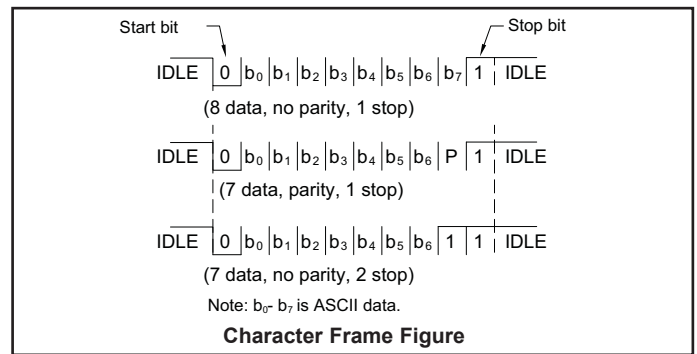 Start bit Stop bit
IDLE 0 b₀ b₁ b₂ b₃ b₄ b₅ b₆ b₇ 1 IDLE
(8 data, no parity, 1 stop)
IDLE 0 b₀ b₁ b₂ b₃ b₄ b₅ b₆ P 1 IDLE
(7 data, parity, 1 stop)
IDLE 0 b₀ b₁ b₂ b₃ b₄ b₅ b₆ 1 1 IDLE
(7 data, no parity, 2 stop)
Note: b₀- b₇ is ASCII data.
Character Frame Figure